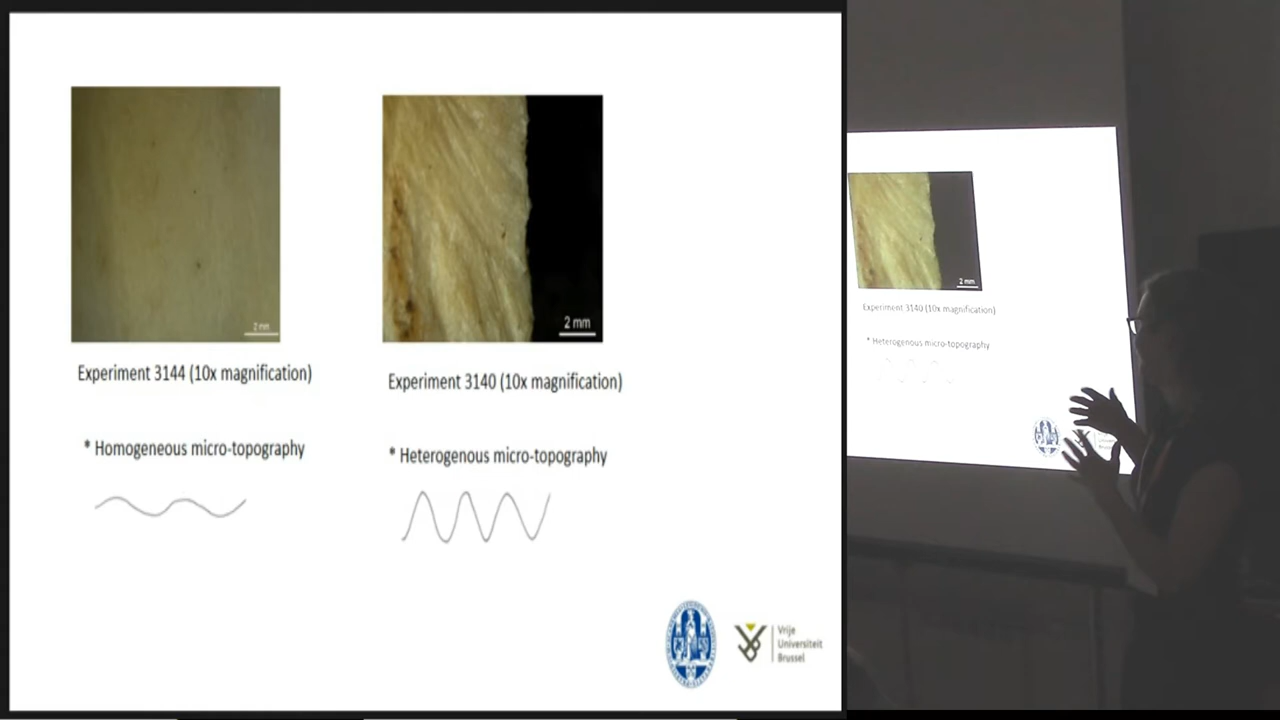 2 mm
2 mm
Experiment 3144 (10x magnification)
Experiment 3140 (10x magnification)
* Homogeneous micro-topography
* Heterogenous micro-topography
Vrije
Universiteit
Brussel
2 mm
Experiment 3140 (10x magnification)
* Heterogenous micro-topography